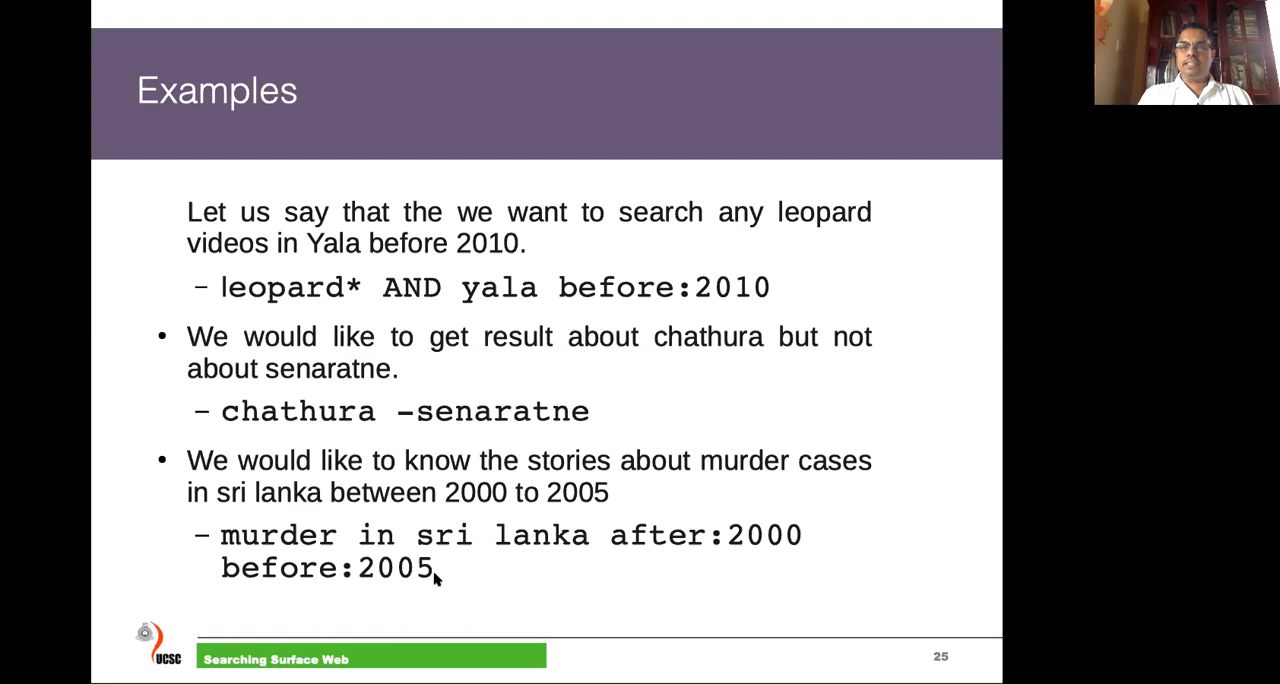 Examples
Let us say that the we want to search any leopard
videos in Yala before 2010.
– leopard* AND yala before:2010
• We would like to get result about chathura but not
about senaratne.
– chathura –senaratne
• We would like to know the stories about murder cases
in sri lanka between 2000 to 2005
– murder in sri lanka after:2000
before:2005
UCSC
Searching Surface Web
25